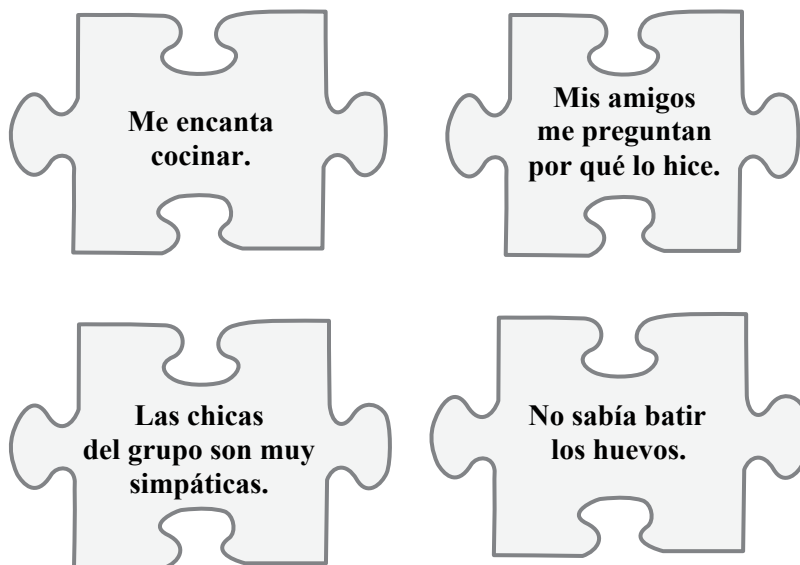 Me encanta
cocinar.
Mis amigos
me preguntan
por qué lo hice.
Las chicas
del grupo son muy
simpáticas.
No sabía batir
los huevos.